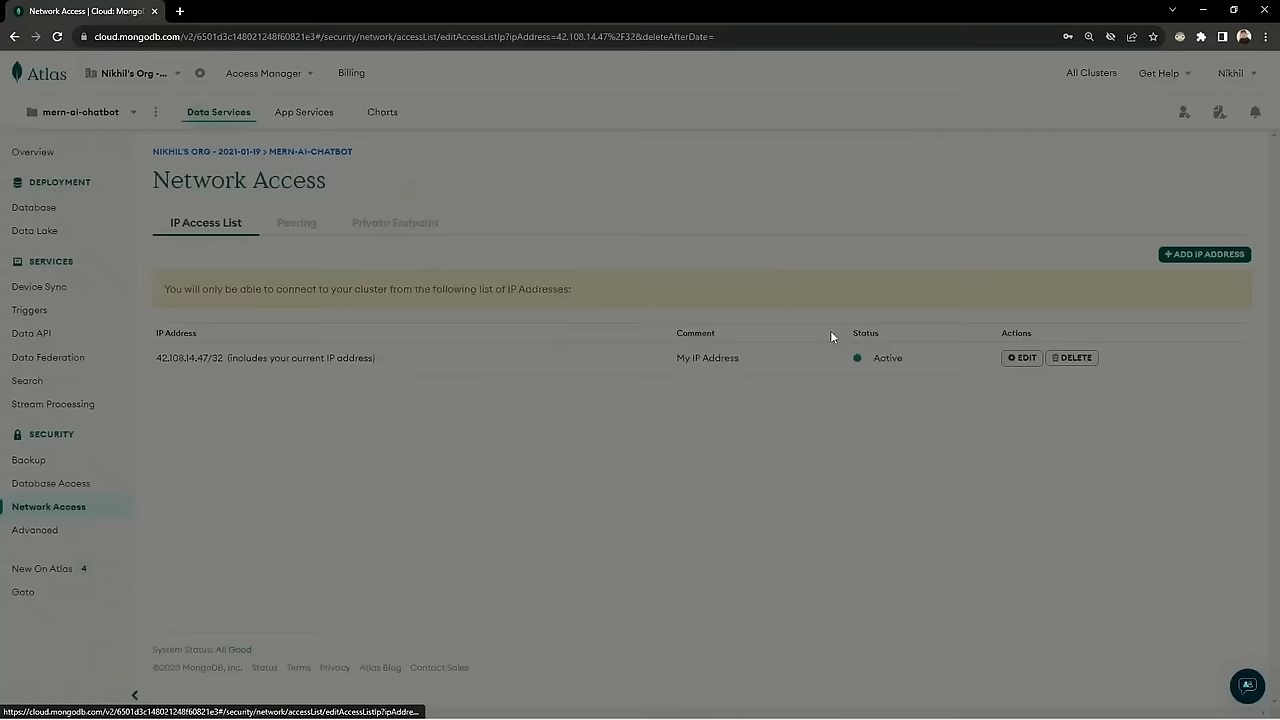 Network Access | Cloud: Mongo
cloud.mongodb.com/v2/6501d3c148021248f60821e3#/security/network/accessList/editAccessListIp?ipAddress=42.108.14.47%2F32&deleteAfterDate=
Atlas
Nikhil's Org -...
Access Manager
Billing
All Clusters
Get Help
Nikhil
mern-ai-chatbot
Data Services
App Services
Charts
Overview
DEPLOYMENT
Database
Data Lake
SERVICES
Device Sync
Triggers
Data API
Data Federation
Search
Stream Processing
SECURITY
Backup
Database Access
Network Access
Advanced
New On Atlas 4
Goto
NIKHIL'S ORG - 2021-01-19 > MERN-AI-CHATBOT
Network Access
IP Access List
Peering
Private Endpoint
+ ADD IP ADDRESS
You will only be able to connect to your cluster from the following list of IP Addresses:
IP Address Comment Status Actions
42.108.14.47/32 (includes your current IP address) My IP Address Active EDIT DELETE
System Status: All Good
©2023 MongoDB, Inc. Status Terms Privacy Atlas Blog Contact Sales
https://cloud.mongodb.com/v2/6501d3c148021248f60821e3#/security/network/accessList/editAccessListIp?ipAddre...